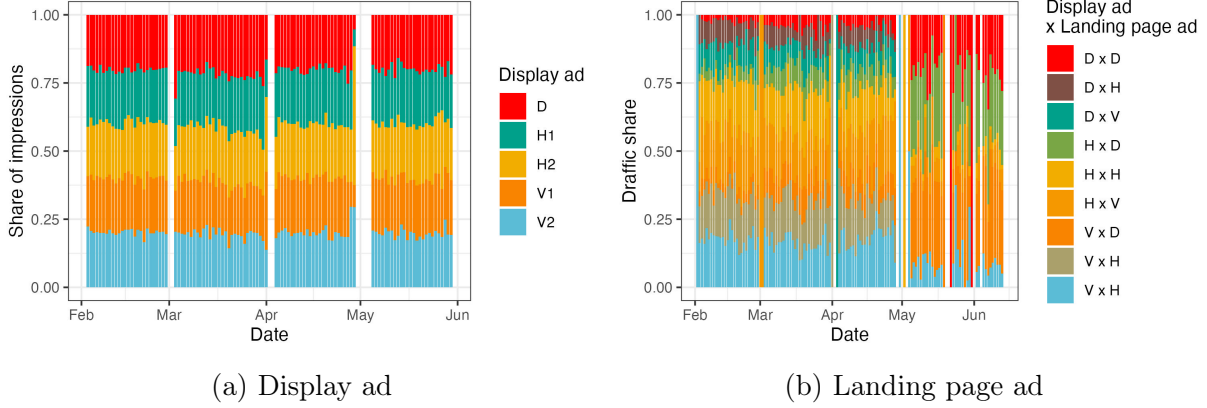 Share of impressions
1.00
0.75
0.50
0.25
0.00
Feb
Mar
Apr
May
Jun
Date
Display ad
D
H1
H2
V1
V2
(a) Display ad
Draffic share
1.00
0.75
0.50
0.25
0.00
Feb
Mar
Apr
May
Jun
Date
Display ad
x Landing page ad
D x D
D x H
D x V
H x D
H x H
H x V
V x D
V x H
V x H
(b) Landing page ad